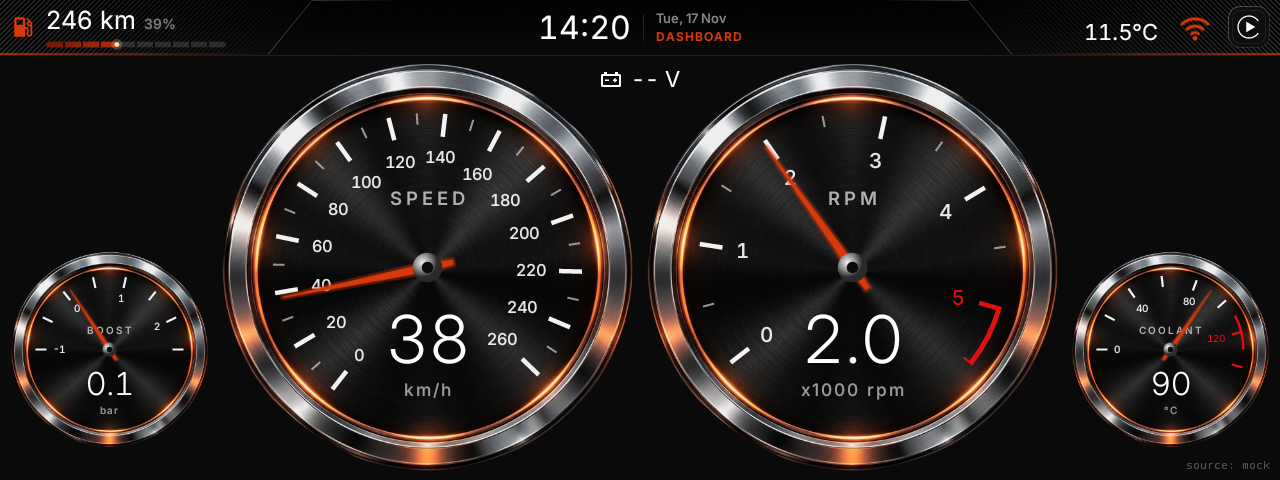 246 km 39%
14:20
Tue, 17 Nov
DASHBOARD
11.5°C
-- V
0 20 40 60 80 100 120 140 160 180 200 220 240 260
SPEED
38
km/h
0 1 2 3 4 5
RPM
2.0
x1000 rpm
-1 0 1 2
BOOST
0.1
bar
0 40 80 120
COOLANT
90
°C
source: mock